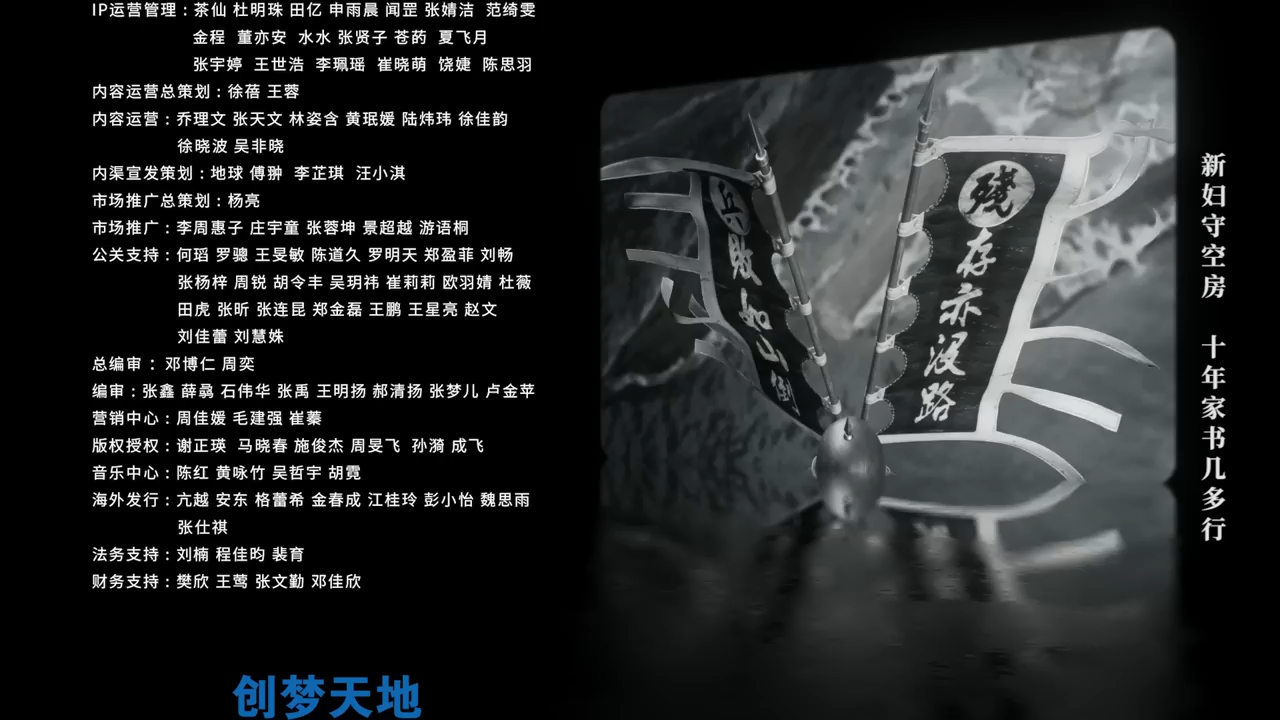 IP运营管理：茶仙 杜明珠 田亿 申雨晨 闻罡 张婧洁 范绮雯
金程 董亦安 水水 张贤子 苍药 夏飞月
张宇婷 王世浩 李珮瑶 崔晓萌 饶婕 陈思羽
内容运营总策划：徐蓓 王蓉
内容运营：乔理文 张天文 林姿含 黄珉媛 陆炜玮 徐佳韵
徐晓波 吴非晓
内渠宣发策划：地球 傅翀 李芷琪 汪小淇
市场推广总策划：杨亮
市场推广：李周惠子 庄宇童 张蓉坤 景超越 游语桐
公关支持：何瑫 罗骢 王旻敏 陈道久 罗明天 郑盈菲 刘畅
张杨梓 周锐 胡令丰 吴玥祎 崔莉莉 欧羽婧 杜薇
田虎 张昕 张连昆 郑金磊 王鹏 王星亮 赵文
刘佳蕾 刘慧姝
总编审：邓博仁 周奕
编审：张鑫 薛骉 石伟华 张禹 王明扬 郝清扬 张梦儿 卢金苹
营销中心：周佳媛 毛建强 崔蓁
版权授权：谢正瑛 马晓春 施俊杰 周旻飞 孙漪 成飞
音乐中心：陈红 黄咏竹 吴哲宇 胡霓
海外发行：亢越 安东 格蕾希 金春成 江桂玲 彭小怡 魏思雨
张仕祺
法务支持：刘楠 程佳昀 裴育
财务支持：樊欣 王莺 张文勤 邓佳欣
创梦天地
兵敗如山倒
殘存亦没路
新妇守空房 十年家书几多行